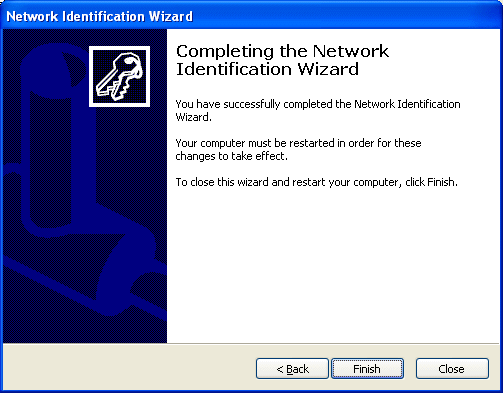 Network Identification Wizard
Completing the Network
Identification Wizard
You have successfully completed the Network Identification
Wizard.
Your computer must be restarted in order for these
changes to take effect.
To close this wizard and restart your computer, click Finish.
< Back
Finish
Close